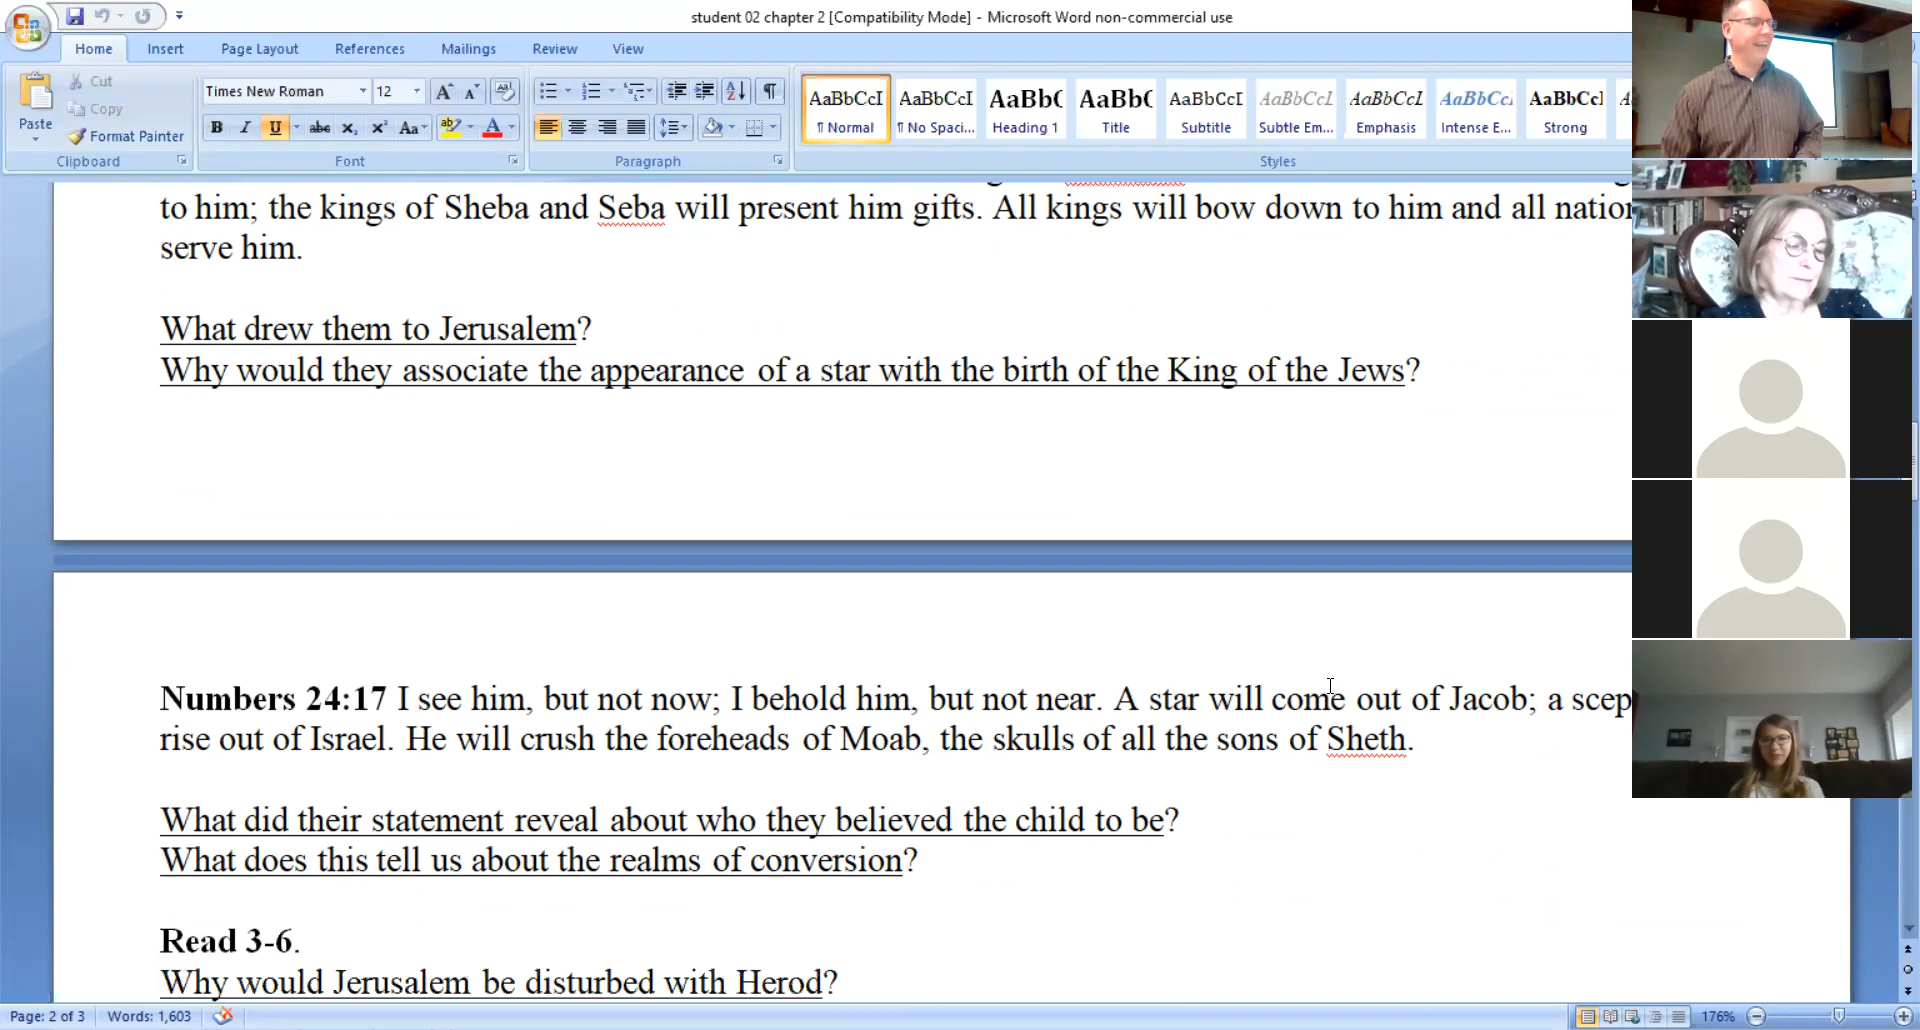 student 02 chapter 2 [Compatibility Mode] - Microsoft Word non-commercial use
Home Insert Page Layout References Mailings Review View
Paste
Cut
Copy
Format Painter
Clipboard
Times New Roman 12
B I U abc X₂ X² Aa A
Font
Paragraph
AaBbCcI AaBbCcI AaBb( AaBb( AaBbCcI AaBbCcI AaBbCcI AaBbCcI AaBbCcI
¶ Normal ¶ No Spaci... Heading 1 Title Subtitle Subtle Em... Emphasis Intense E... Strong
Styles
to him; the kings of Sheba and Seba will present him gifts. All kings will bow down to him and all nation
serve him.
What drew them to Jerusalem?
Why would they associate the appearance of a star with the birth of the King of the Jews?
Numbers 24:17 I see him, but not now; I behold him, but not near. A star will come out of Jacob; a scep
rise out of Israel. He will crush the foreheads of Moab, the skulls of all the sons of Sheth.
What did their statement reveal about who they believed the child to be?
What does this tell us about the realms of conversion?
Read 3-6.
Why would Jerusalem be disturbed with Herod?
Page: 2 of 3 Words: 1,603 176%